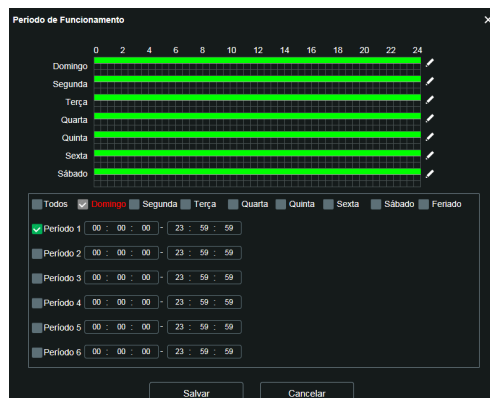 Período de Funcionamento ×
0 2 4 6 8 10 12 14 16 18 20 22 24
Domingo
Segunda
Terça
Quarta
Quinta
Sexta
Sábado
Todos Domingo Segunda Terça Quarta Quinta Sexta Sábado Feriado
Período 1 00 : 00 : 00 - 23 : 59 : 59
Período 2 00 : 00 : 00 - 23 : 59 : 59
Período 3 00 : 00 : 00 - 23 : 59 : 59
Período 4 00 : 00 : 00 - 23 : 59 : 59
Período 5 00 : 00 : 00 - 23 : 59 : 59
Período 6 00 : 00 : 00 - 23 : 59 : 59
Salvar Cancelar